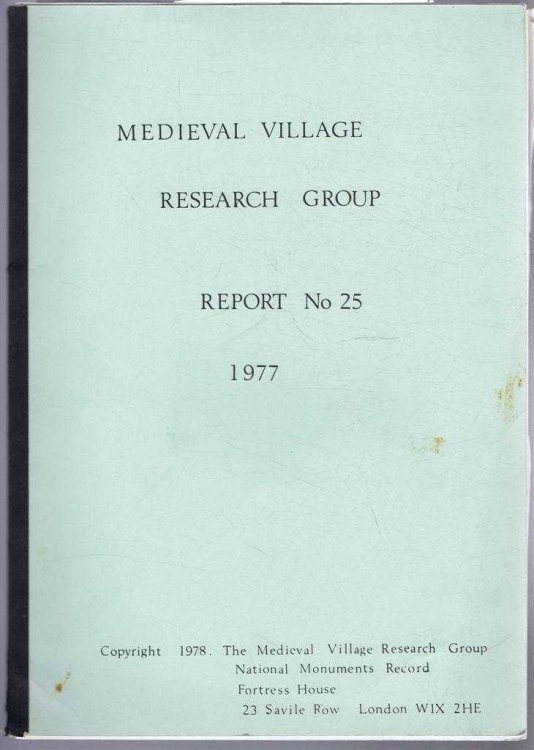 MEDIEVAL VILLAGE
RESEARCH GROUP
REPORT No 25
1977
Copyright 1978. The Medieval Village Research Group
National Monuments Record
Fortress House
23 Savile Row London W1X 2HE